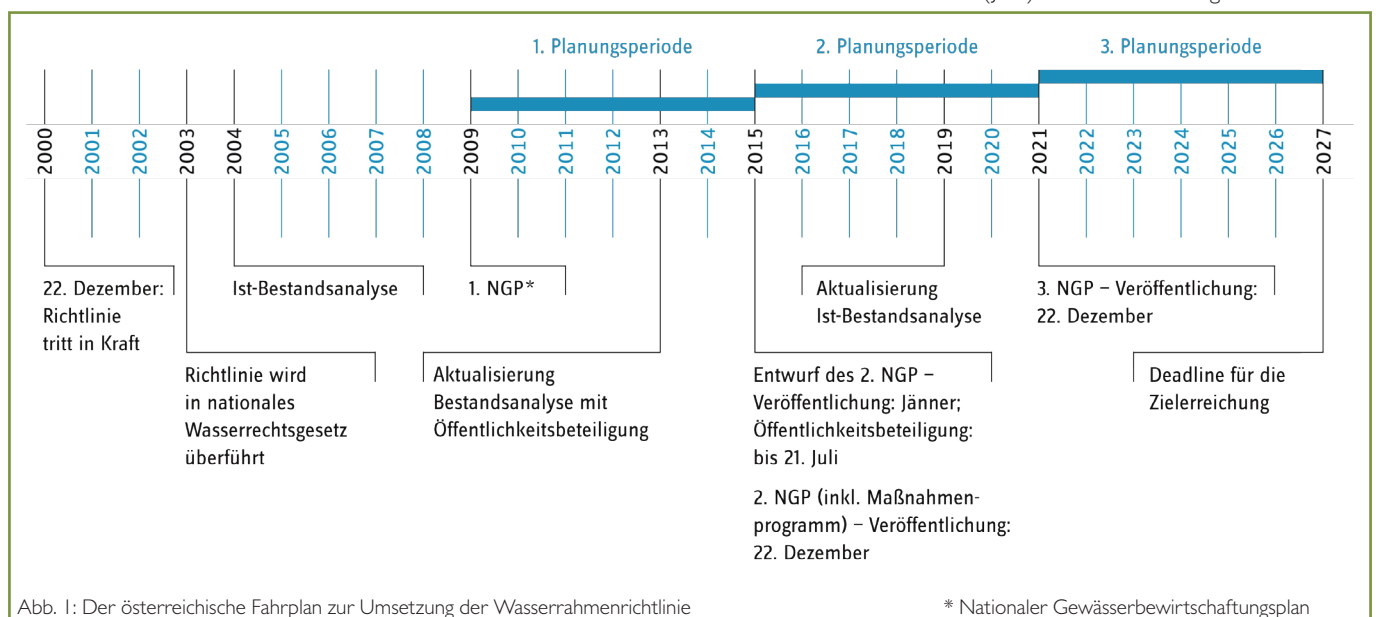 1. Planungsperiode
2. Planungsperiode
3. Planungsperiode
2000
2001
2002
2003
2004
2005
2006
2007
2008
2009
2010
2011
2012
2013
2014
2015
2016
2017
2018
2019
2020
2021
2022
2023
2024
2025
2026
2027
22. Dezember:
Richtlinie
tritt in Kraft
Ist-Bestandsanalyse
1. NGP*
Aktualisierung
Ist-Bestandsanalyse
3. NGP – Veröffentlichung:
22. Dezember
Richtlinie wird
in nationales
Wasserrechtsgesetz
überführt
Aktualisierung
Bestandsanalyse mit
Öffentlichkeitsbeteiligung
Entwurf des 2. NGP –
Veröffentlichung: Jänner;
Öffentlichkeitsbeteiligung:
bis 21. Juli
2. NGP (inkl. Maßnahmen-
programm) – Veröffentlichung:
22. Dezember
Deadline für die
Zielerreichung
Abb. 1: Der österreichische Fahrplan zur Umsetzung der Wasserrahmenrichtlinie
* Nationaler Gewässerbewirtschaftungsplan